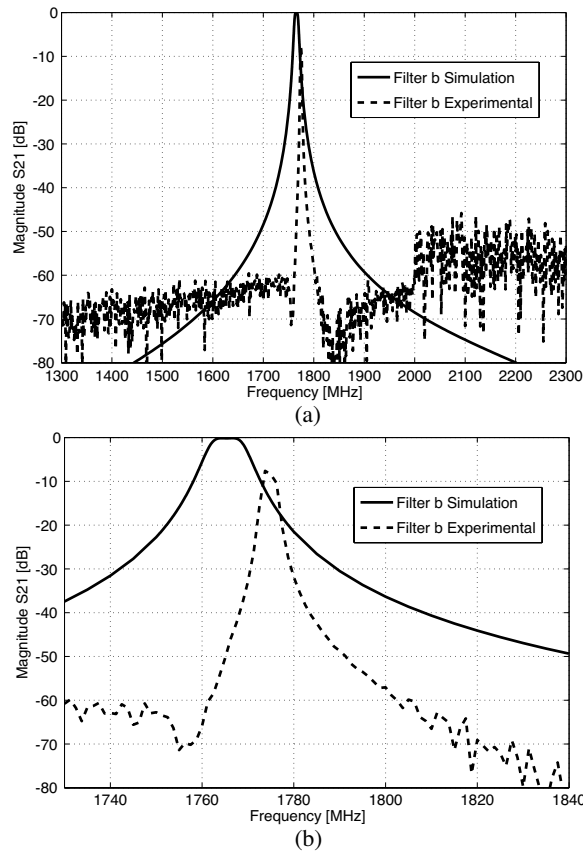 0
-10
-20
-30
-40
-50
-60
-70
-80
Magnitude S21 [dB]
Filter b Simulation
Filter b Experimental
1300 1400 1500 1600 1700 1800 1900 2000 2100 2200 2300
Frequency [MHz]
(a)
0
-10
-20
-30
-40
-50
-60
-70
-80
Magnitude S21 [dB]
Filter b Simulation
Filter b Experimental
1740 1760 1780 1800 1820 1840
Frequency [MHz]
(b)